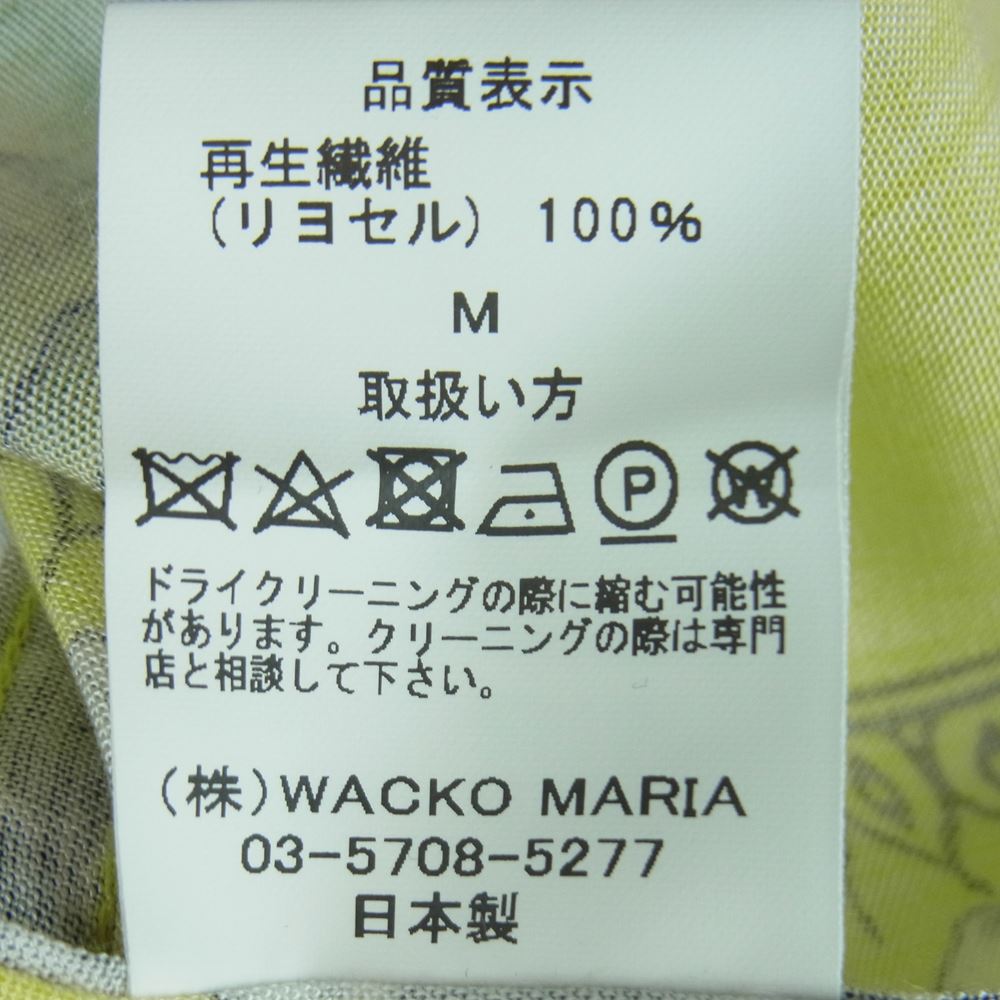 品質表示
再生繊維
(リヨセル) 100%
M
取扱い方
P W
ドライクリーニングの際に縮む可能性
があります。クリーニングの際は専門
店と相談して下さい。
(株)WACKO MARIA
03-5708-5277
日本製